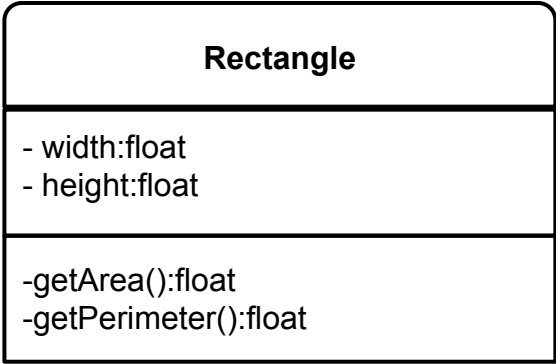 Rectangle
- width:float
- height:float
-getArea():float
-getPerimeter():float